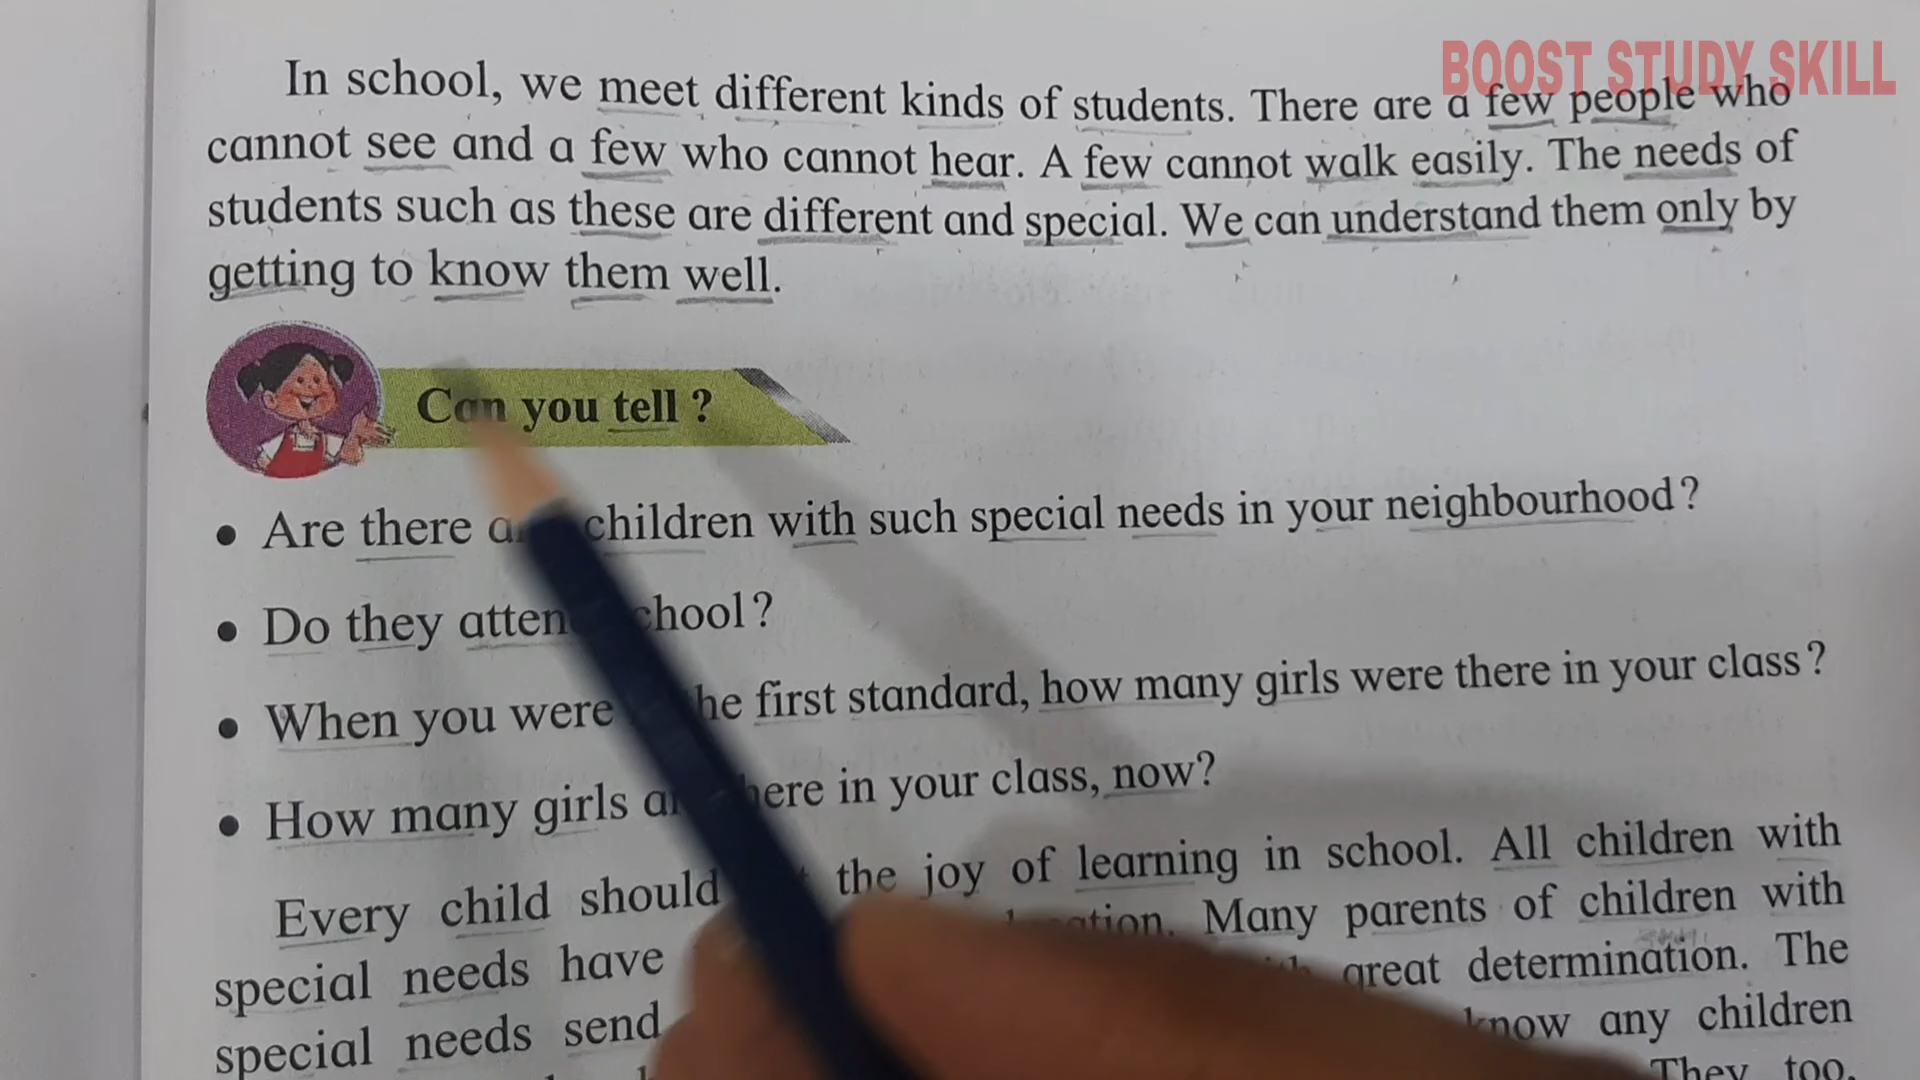 BOOST STUDY SKILL
In school, we meet different kinds of students. There are a few people who
cannot see and a few who cannot hear. A few cannot walk easily. The needs of
students such as these are different and special. We can understand them only by
getting to know them well.
Can you tell ?
• Are there children with such special needs in your neighbourhood?
• Do they school?
• When you were the first standard, how many girls were there in your class?
• How many girls in your class, now?
Every child should the joy of learning in school. All children with
special needs have Many parents of children with
special needs send great determination. The
know any children
They too,